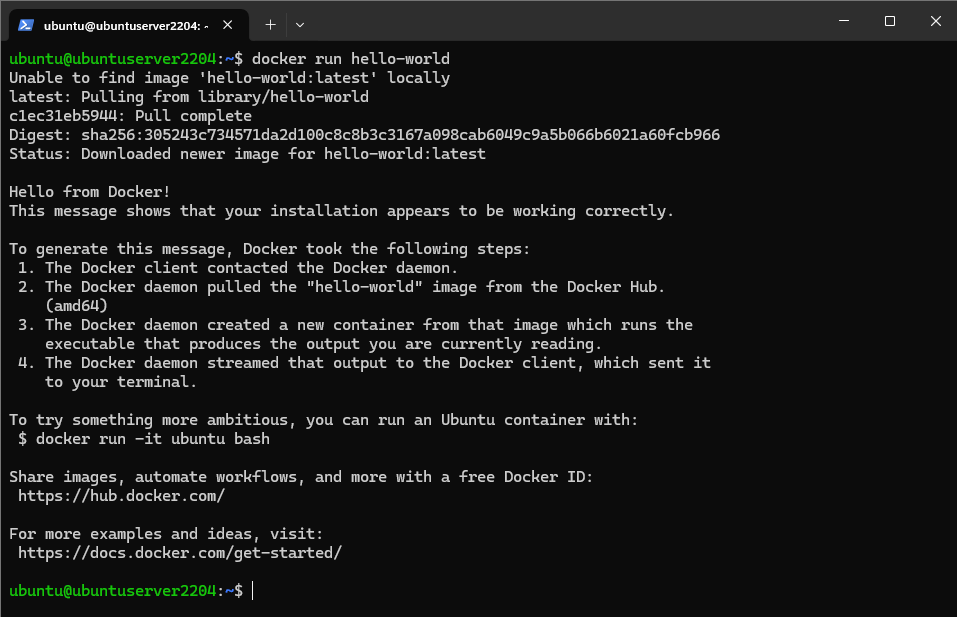 ubuntu@ubuntuserver2204: ~
ubuntu@ubuntuserver2204:~$ docker run hello-world
Unable to find image 'hello-world:latest' locally
latest: Pulling from library/hello-world
c1ec31eb5944: Pull complete
Digest: sha256:305243c734571da2d100c8c8b3c3167a098cab6049c9a5b066b6021a60fcb966
Status: Downloaded newer image for hello-world:latest

Hello from Docker!
This message shows that your installation appears to be working correctly.

To generate this message, Docker took the following steps:
 1. The Docker client contacted the Docker daemon.
 2. The Docker daemon pulled the "hello-world" image from the Docker Hub.
    (amd64)
 3. The Docker daemon created a new container from that image which runs the
    executable that produces the output you are currently reading.
 4. The Docker daemon streamed that output to the Docker client, which sent it
    to your terminal.

To try something more ambitious, you can run an Ubuntu container with:
 $ docker run -it ubuntu bash

Share images, automate workflows, and more with a free Docker ID:
 https://hub.docker.com/

For more examples and ideas, visit:
 https://docs.docker.com/get-started/

ubuntu@ubuntuserver2204:~$